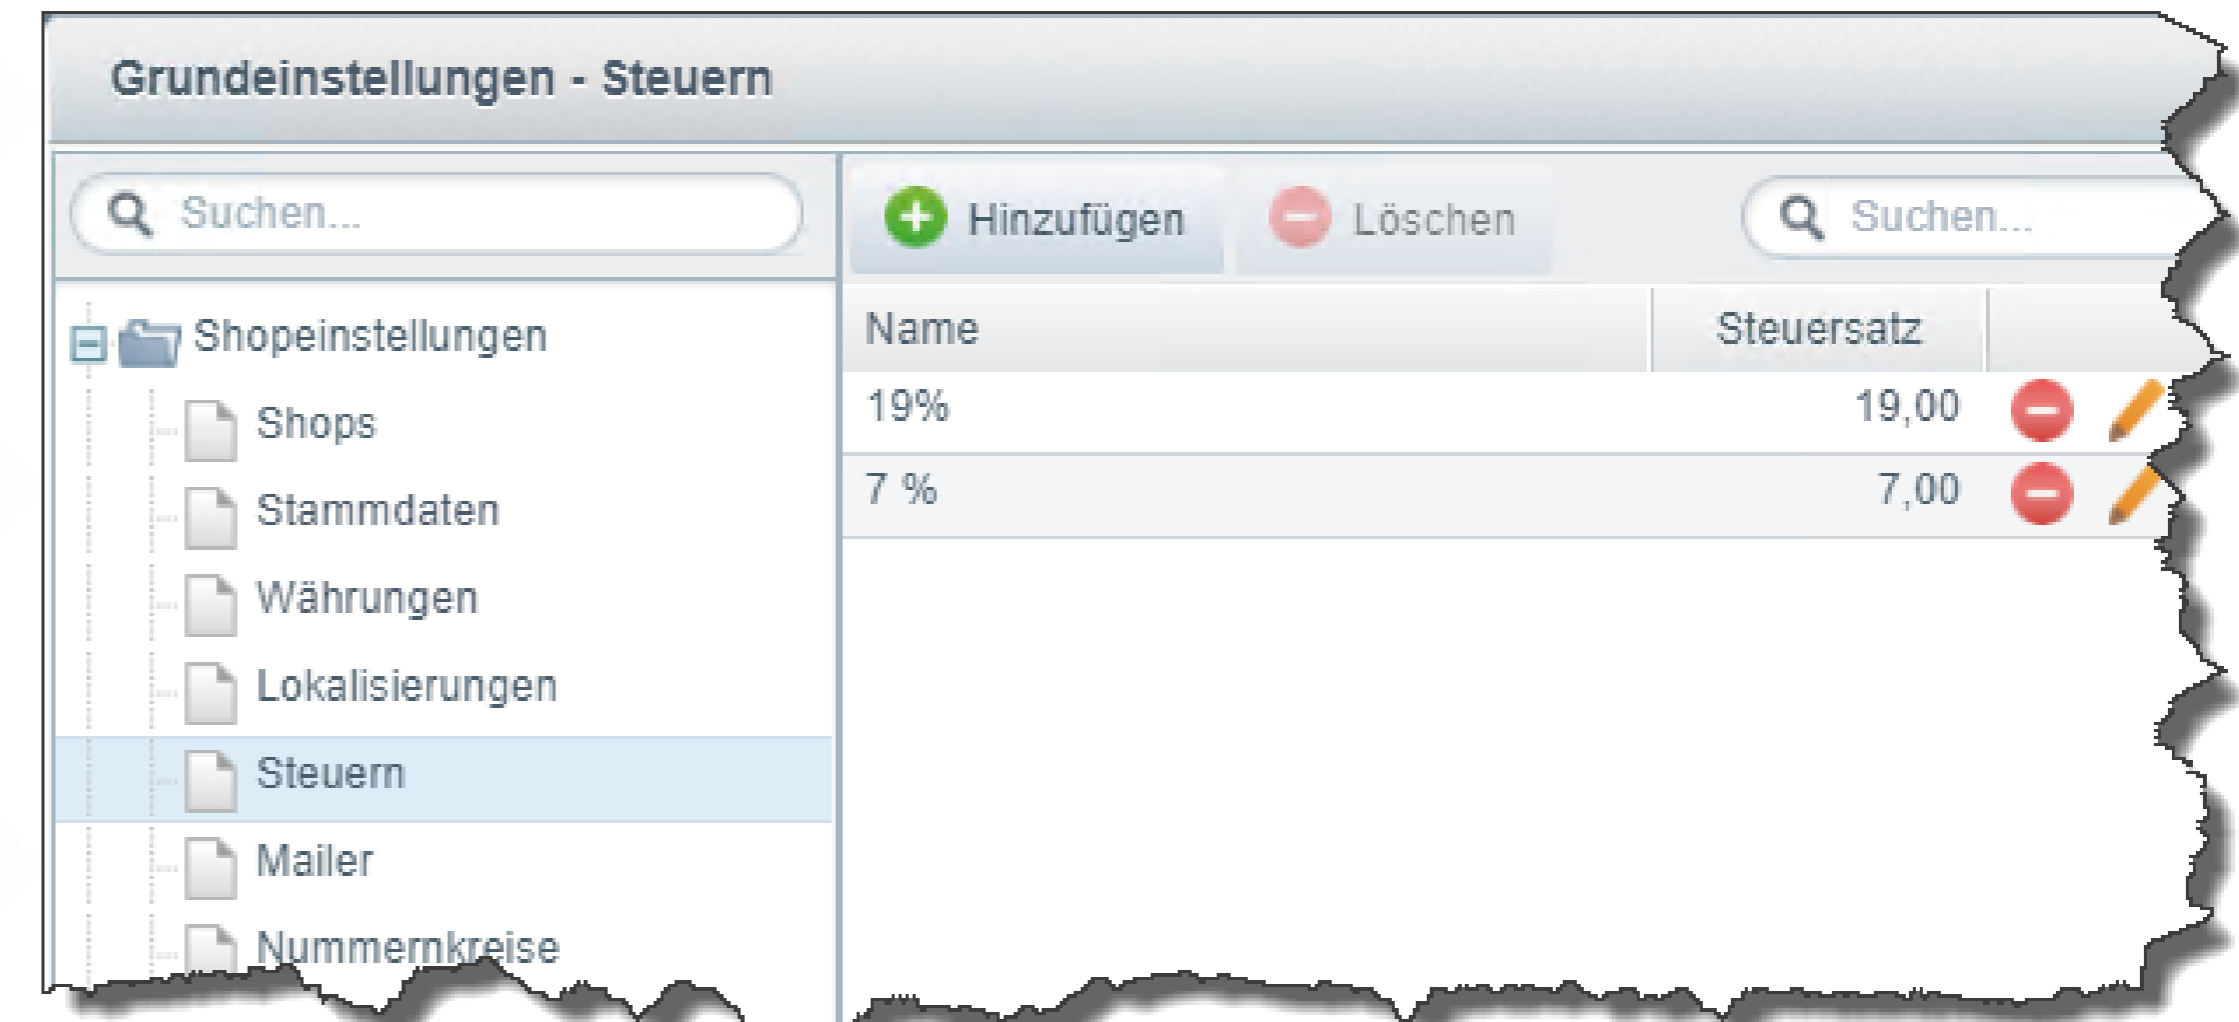 Grundeinstellungen - Steuern
Suchen...
Shopeinstellungen
Shops
Stammdaten
Währungen
Lokalisierungen
Steuern
Mailer
Nummernkreise
Hinzufügen Löschen Suchen...
Name Steuersatz
19% 19,00
7 % 7,00